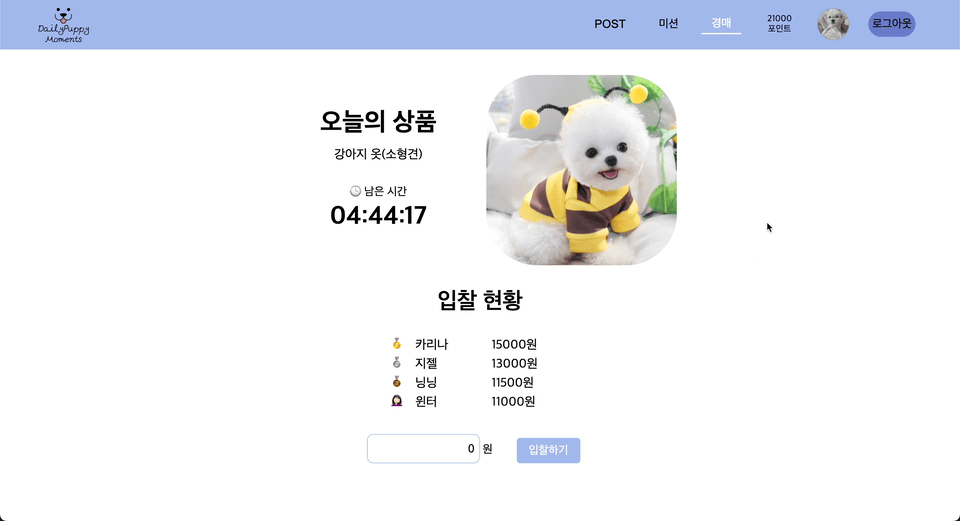 DailyPuppy
Moments
POST
미션
경매
21000
포인트
로그아웃
오늘의 상품
강아지 옷(소형견)
남은 시간
04:44:17
입찰 현황
카리나 15000원
지젤 13000원
닝닝 11500원
윈터 11000원
0 원
입찰하기